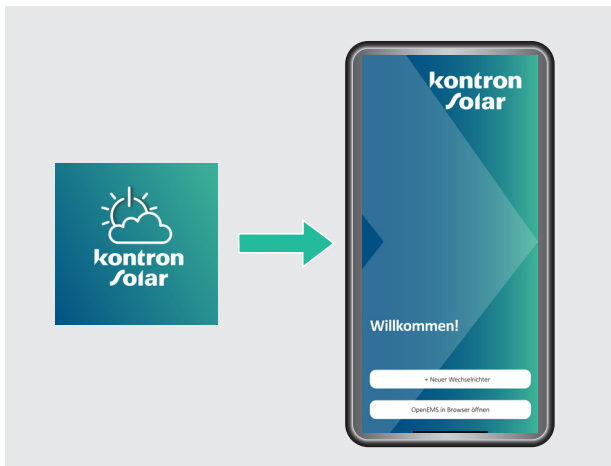 kontron
solar
kontron
solar
Willkommen!
+ Neuer Wechselrichter
OpenEMS in Browser öffnen